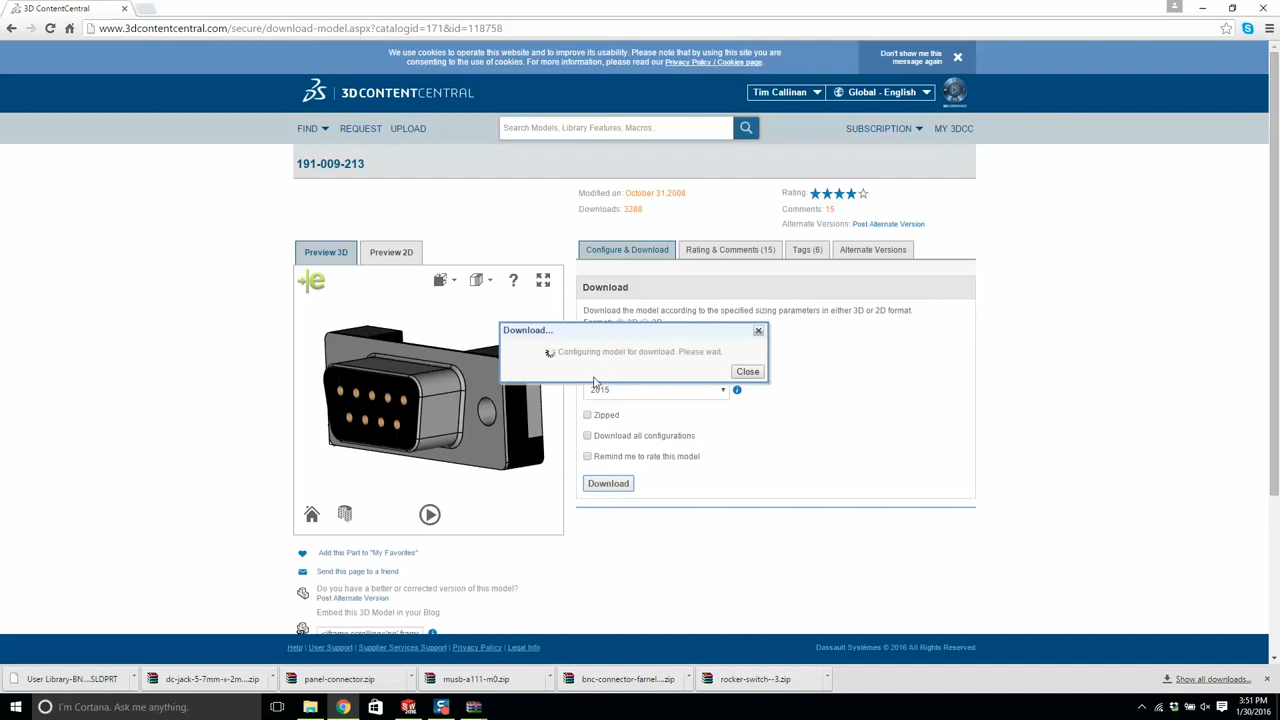 3D ContentCentral
www.3dcontentcentral.com/secure/download-model.aspx?catalogid=171&id=118758
We use cookies to operate this website and to improve its usability. Please note that by using this site you are
consenting to the use of cookies. For more information, please read our Privacy Policy / Cookies page.
Don't show me this
message again
3DCONTENTCENTRAL
Tim Callinan
Global - English
FIND
REQUEST
UPLOAD
Search Models, Library Features, Macros...
SUBSCRIPTION
MY 3DCC
191-009-213
Modified on: October 31,2008
Rating:
Downloads: 3288
Comments: 15
Alternate Versions: Post Alternate Version
Preview 3D
Preview 2D
Configure & Download
Rating & Comments (15)
Tags (6)
Alternate Versions
Download
Download the model according to the specified sizing parameters in either 3D or 2D format
Download...
Configuring model for download. Please wait.
Close
2015
Zipped
Download all configurations
Remind me to rate this model
Download
Add this Part to "My Favorites"
Send this page to a friend
Do you have a better or corrected version of this model?
Post Alternate Version
Embed this 3D Model in your Blog
<iframe scrolling='no' fram
Help | User Support | Supplier Services Support | Privacy Policy | Legal Info
Dassault Systèmes © 2016 All Rights Reserved
User Library-BN....SLDPRT
dc-jack-5-7mm-x-2m....zip
panel-connector.zip
musb-a111-m0.zip
bnc-connector-farnel....zip
rocker-switch--3.zip
Show all downloads...
I'm Cortana. Ask me anything.
3:51 PM
1/30/2016